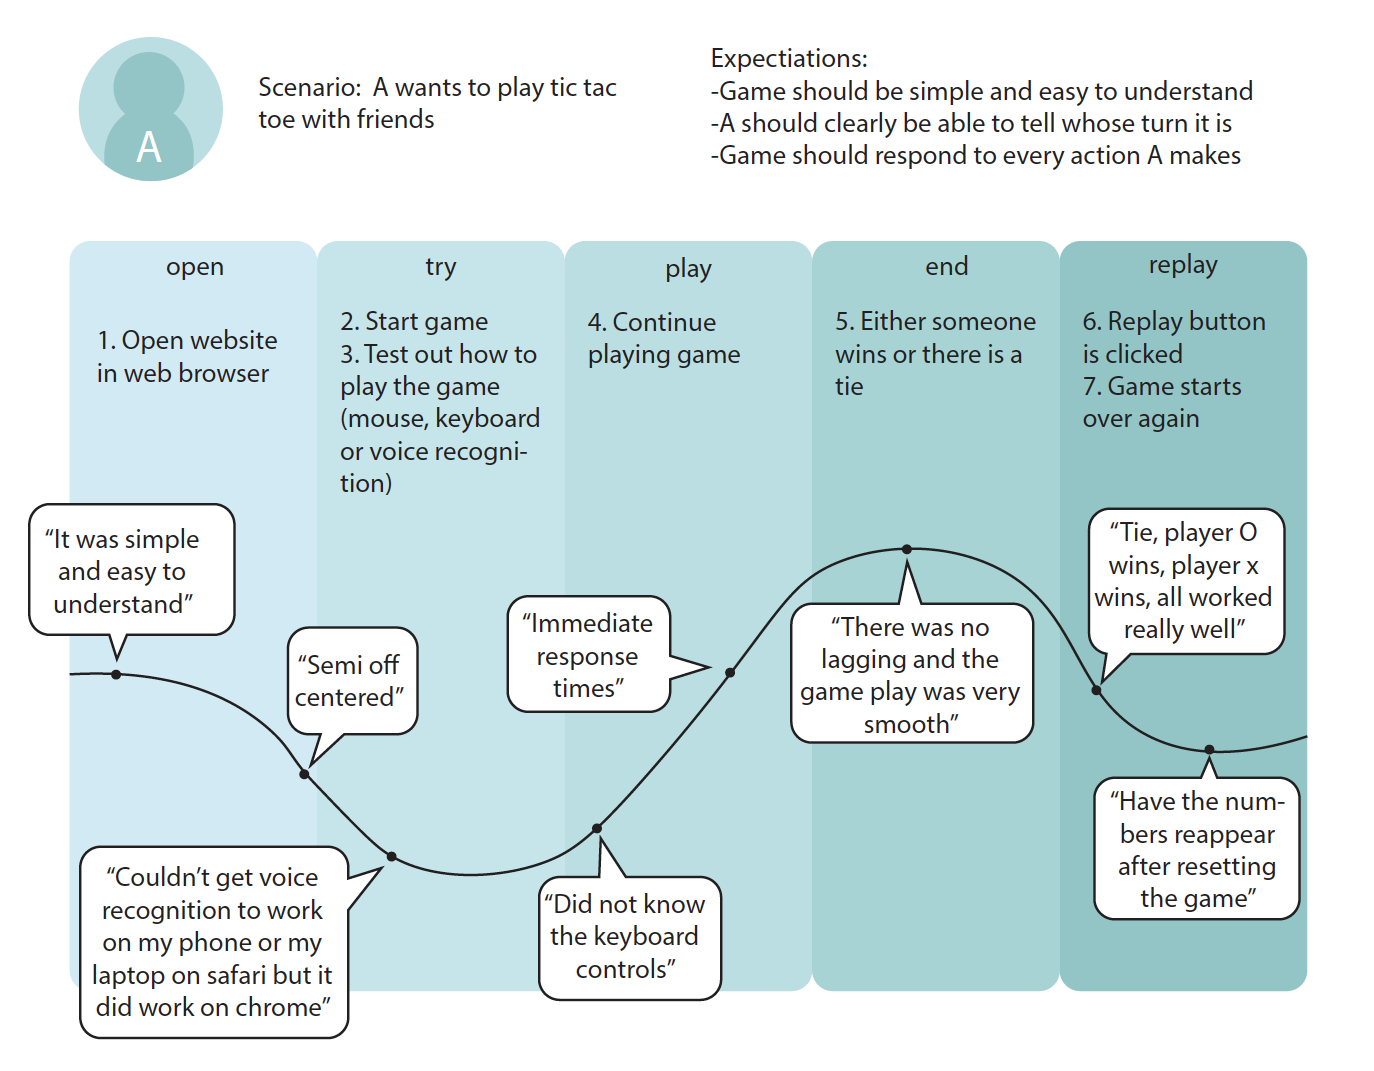 A
Scenario:  A wants to play tic tac
toe with friends
Expectiations:
-Game should be simple and easy to understand
-A should clearly be able to tell whose turn it is
-Game should respond to every action A makes
open
1. Open website
in web browser
try
2. Start game
3. Test out how to
play the game
(mouse, keyboard
or voice recogni-
tion)
play
4. Continue
playing game
end
5. Either someone
wins or there is a
tie
replay
6. Replay button
is clicked
7. Game starts
over again
“It was simple
and easy to
understand”
“Semi off
centered”
“Couldn’t get voice
recognition to work
on my phone or my
laptop on safari but it
did work on chrome”
“Immediate
response
times”
“Did not know
the keyboard
controls”
“There was no
lagging and the
game play was very
smooth”
“Tie, player O
wins, player x
wins, all worked
really well”
“Have the num-
bers reappear
after resetting
the game”